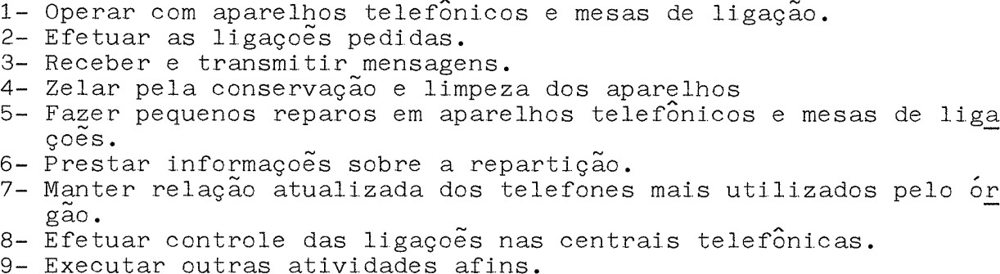 1- Operar com aparelhos telefônicos e mesas de ligação.
2- Efetuar as ligaçoẽs pedidas.
3- Receber e transmitir mensagens.
4- Zelar pela conservação e limpeza dos aparelhos
5- Fazer pequenos reparos em aparelhos telefônicos e mesas de liga
çoẽs.
6- Prestar informaçoẽs sobre a repartição.
7- Manter relação atualizada dos telefones mais utilizados pelo ór
gão.
8- Efetuar controle das ligaçoẽs nas centrais telefônicas.
9- Executar outras atividades afins.